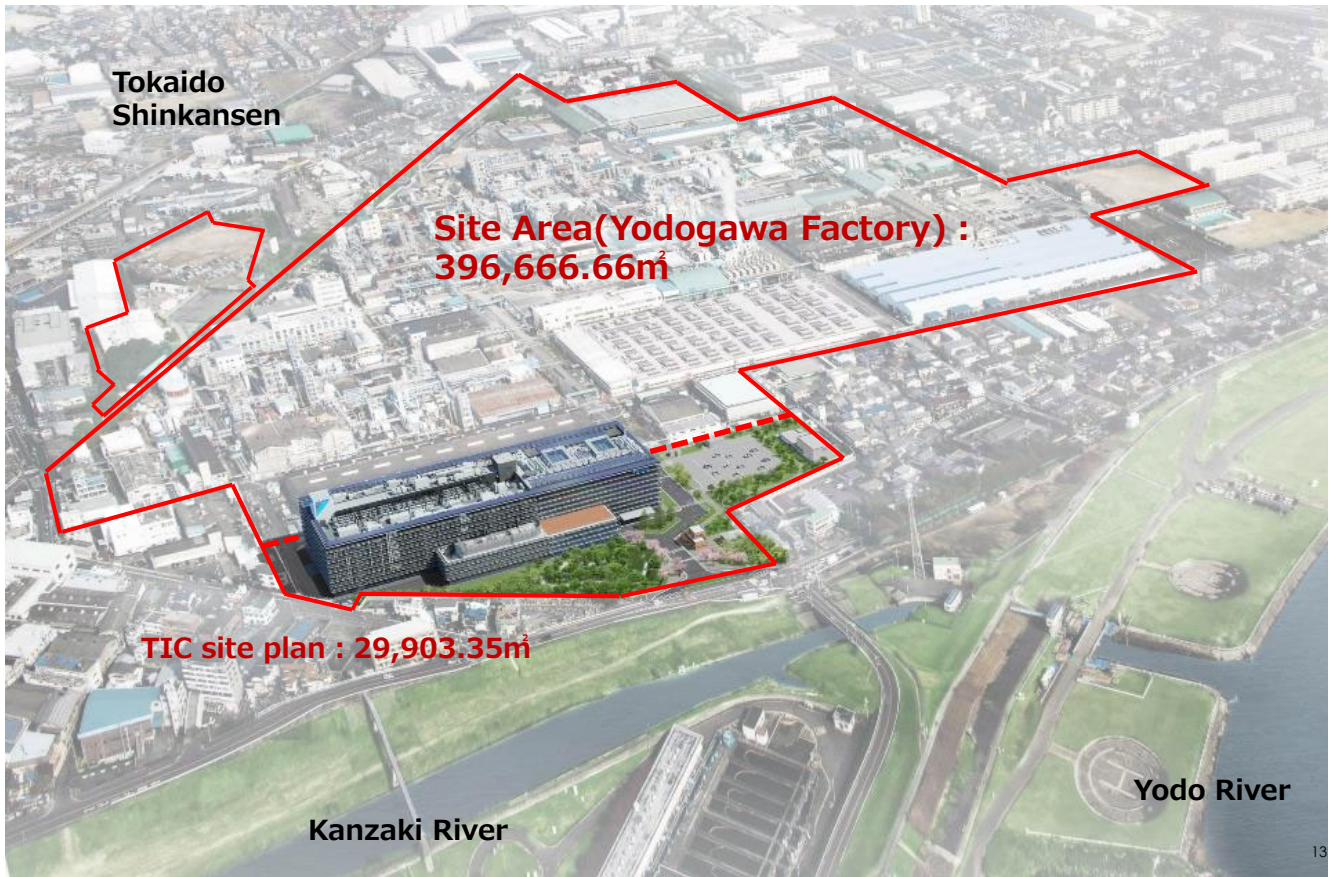 Tokaido
Shinkansen
Site Area(Yodogawa Factory) :
396,666.66㎡
TIC site plan : 29,903.35㎡
Kanzaki River
Yodo River
13